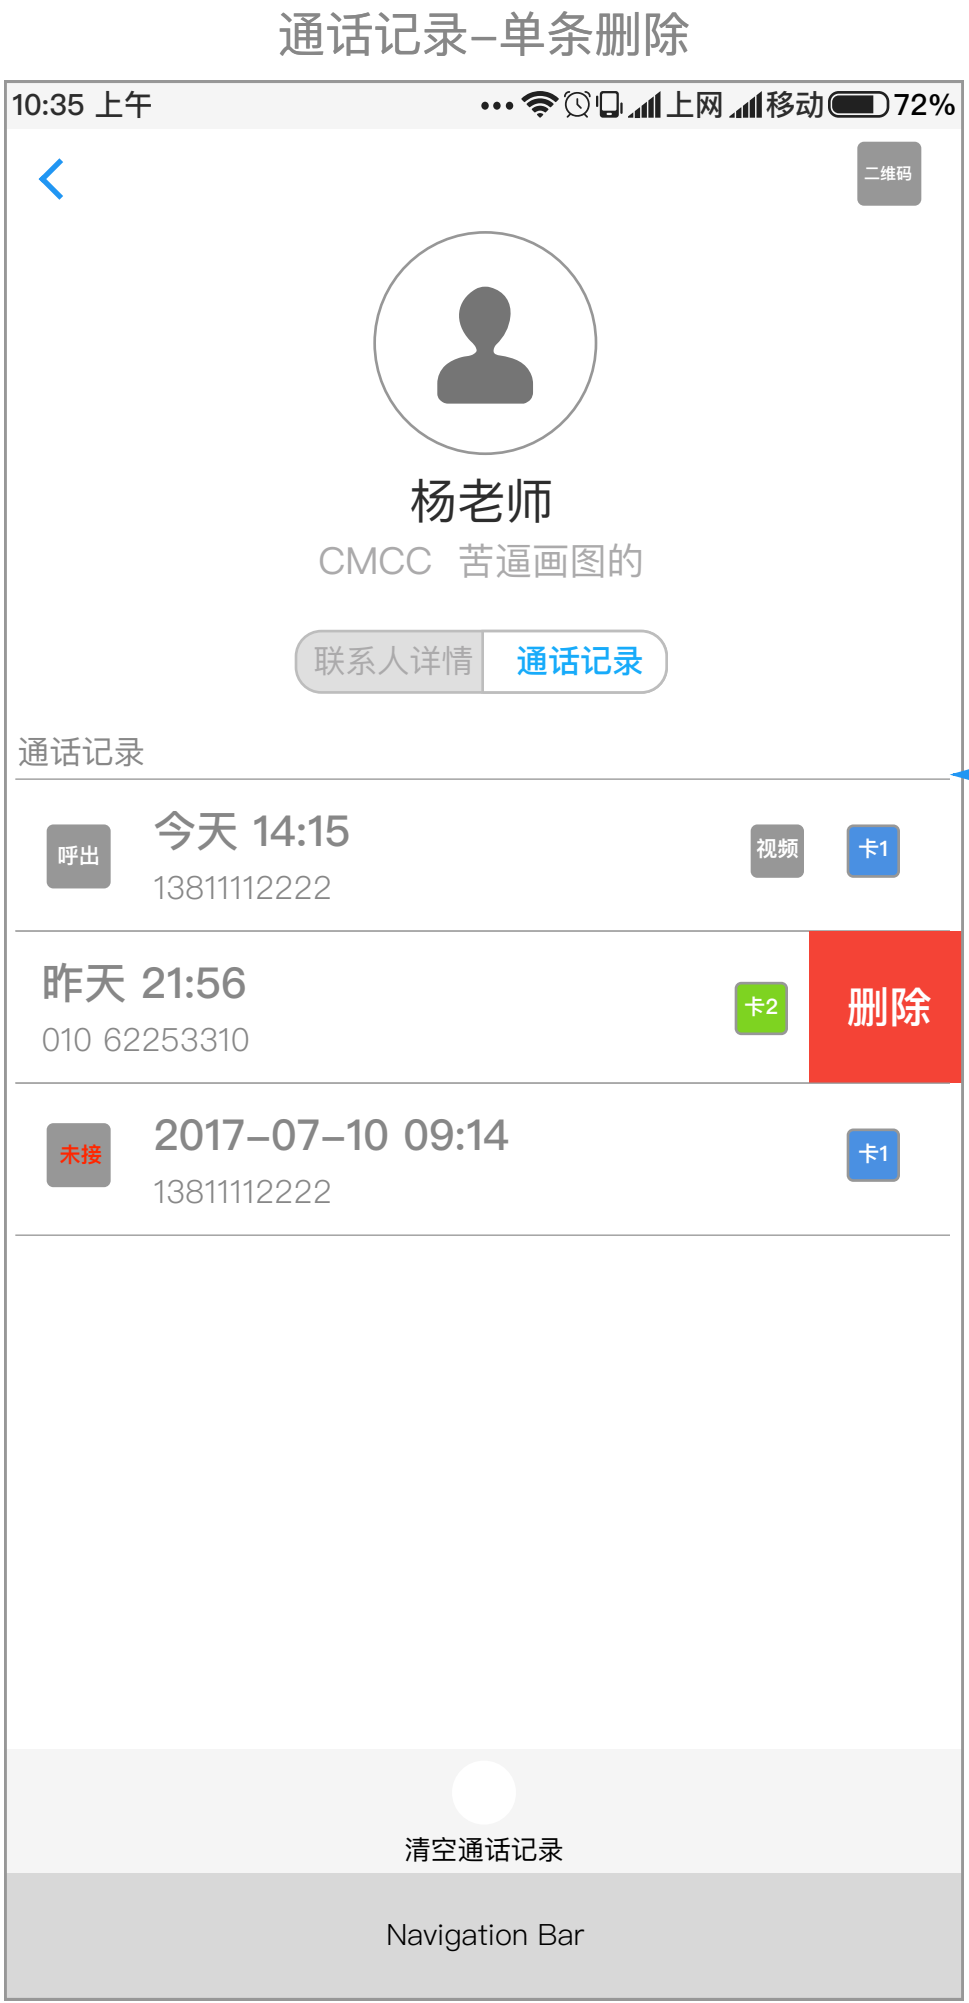 通话记录-单条删除
10:35 上午
上网 移动 72%
二维码
杨老师
CMCC 苦逼画图的
联系人详情 通话记录
通话记录
今天 14:15
呼出 视频 卡1
13811112222
昨天 21:56
卡2 删除
010 62253310
2017-07-10 09:14
未接 卡1
13811112222
清空通话记录
Navigation Bar